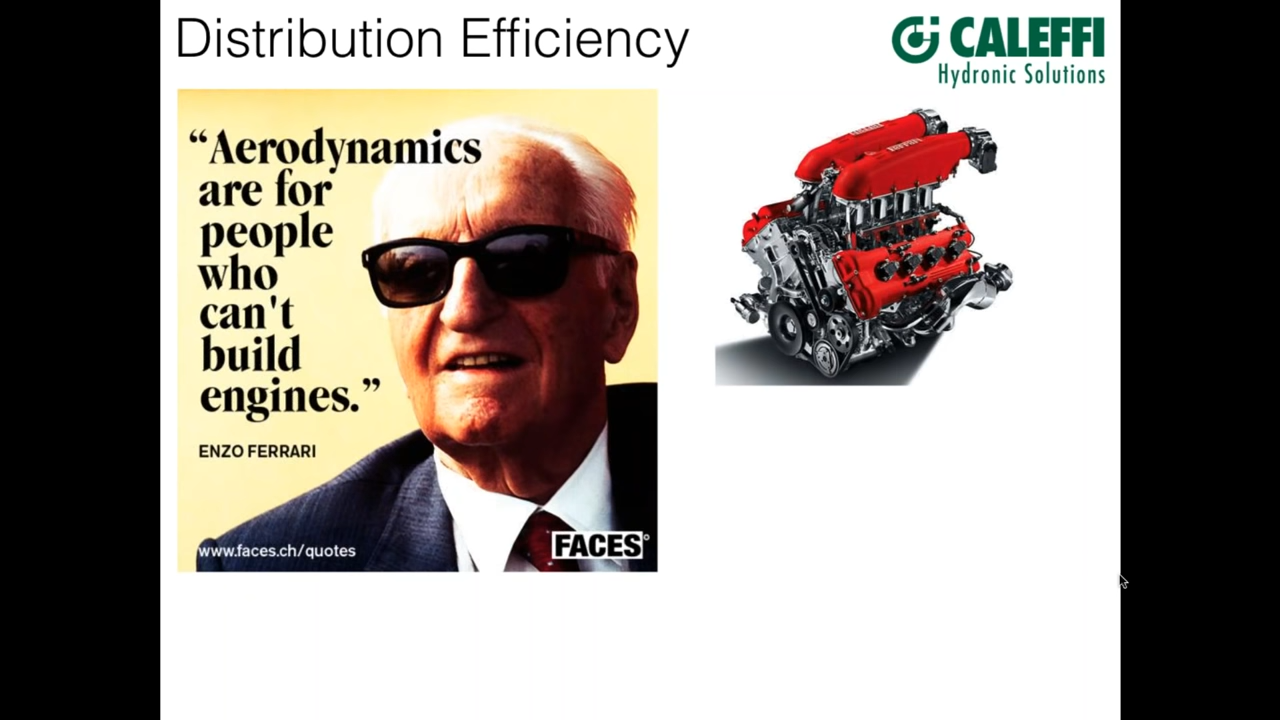 Distribution Efficiency
CALEFFI
Hydronic Solutions
“Aerodynamics
are for
people
who
can't
build
engines.”
ENZO FERRARI
www.faces.ch/quotes
FACES°